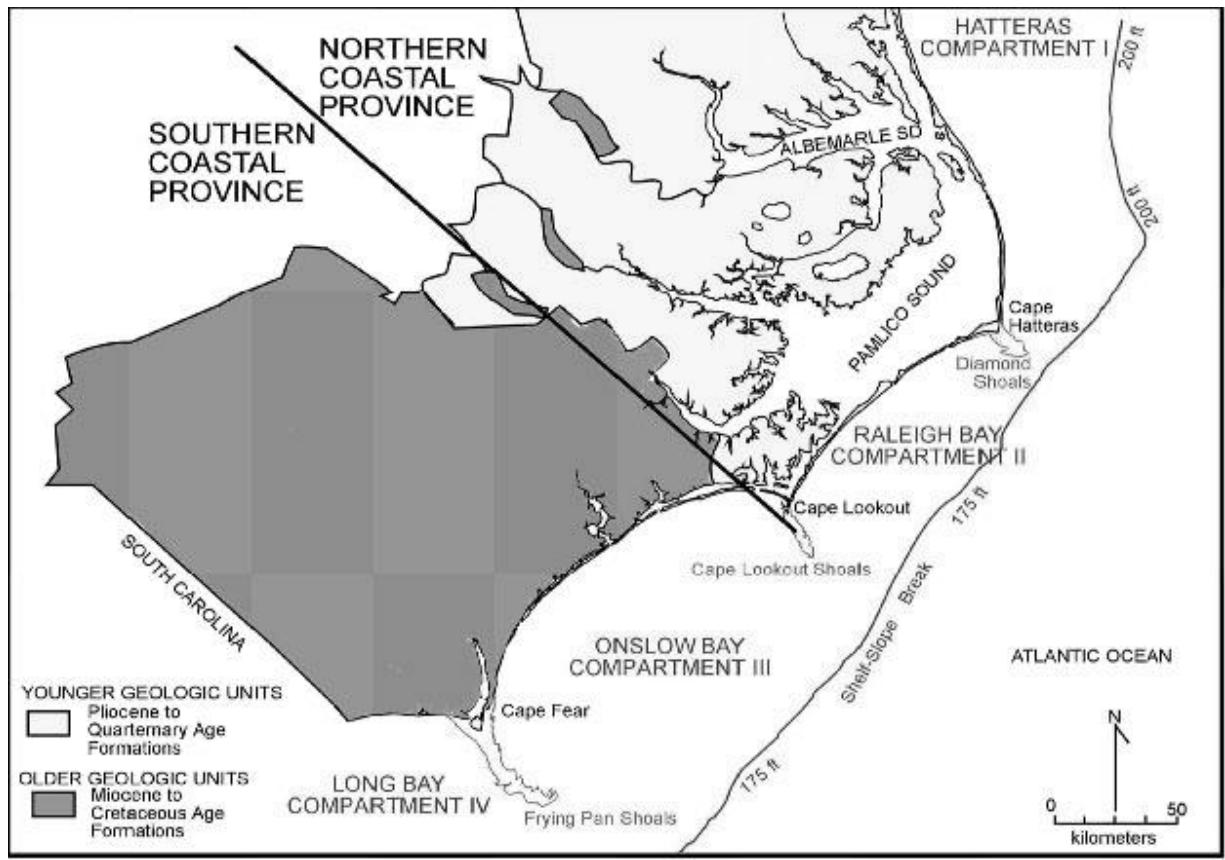 HATTERAS
COMPARTMENT I
200 ft
NORTHERN
COASTAL
PROVINCE
SOUTHERN
COASTAL
PROVINCE
ALBEMARLE SD
200 ft
PAMLICO SOUND
Cape
Hatteras
Diamond
Shoals
RALEIGH BAY
COMPARTMENT II
175 ft
Cape Lookout
Cape Lookout Shoals
SOUTH CAROLINA
Shelf-Slope Break
ONSLOW BAY
COMPARTMENT III
ATLANTIC OCEAN
YOUNGER GEOLOGIC UNITS
Pliocene to
Quarternary Age
Formations
Cape Fear
N
OLDER GEOLOGIC UNITS
Miocene to
Cretaceous Age
Formations
LONG BAY
COMPARTMENT IV
Frying Pan Shoals
175 ft
0 50
kilometers